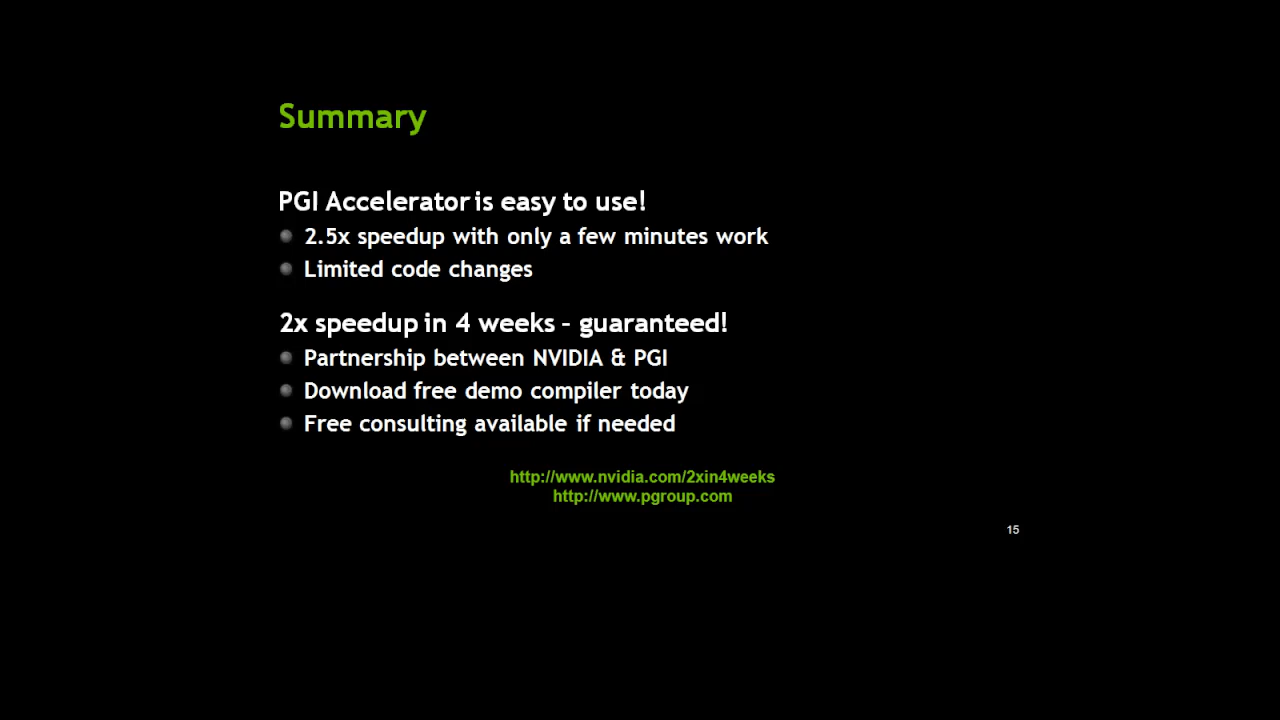 Summary
PGI Accelerator is easy to use!
2.5x speedup with only a few minutes work
Limited code changes
2x speedup in 4 weeks – guaranteed!
Partnership between NVIDIA & PGI
Download free demo compiler today
Free consulting available if needed
http://www.nvidia.com/2xin4weeks
http://www.pgroup.com
15